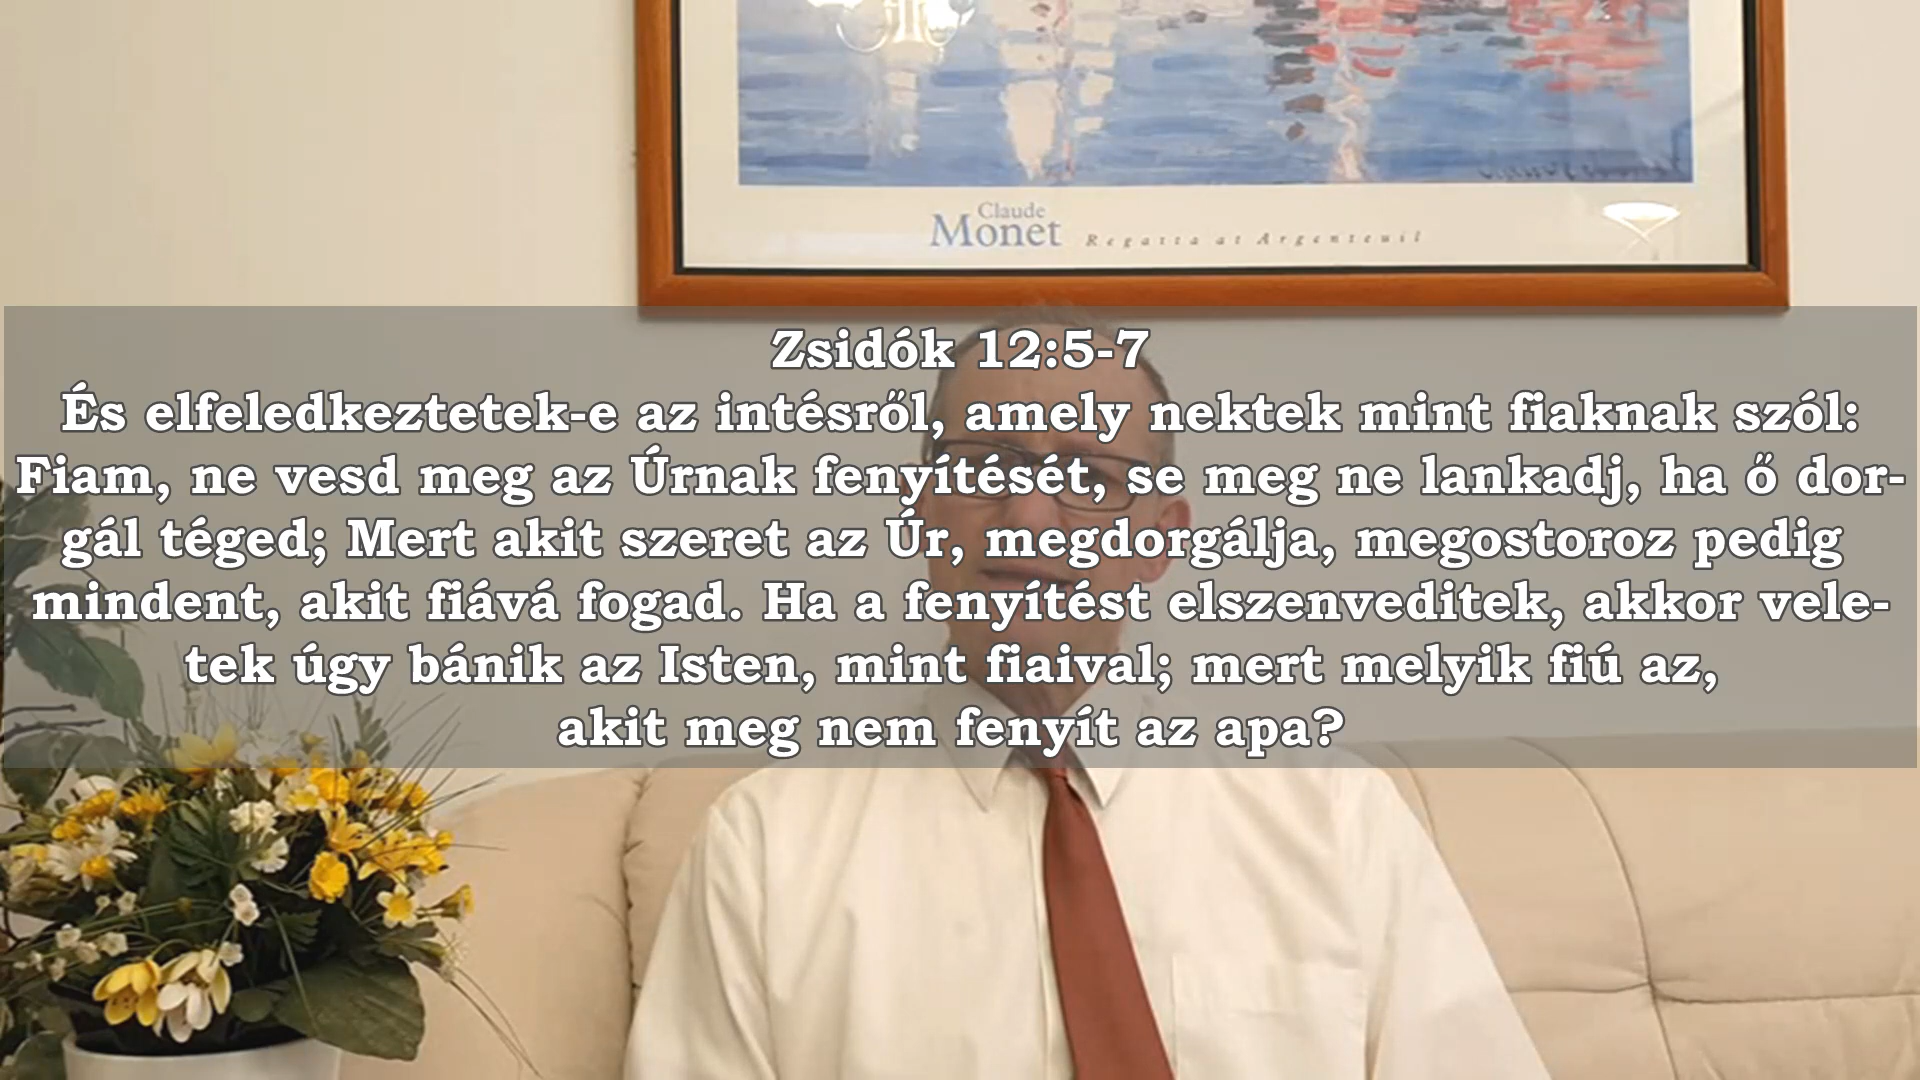 Claude
Monet Regatta at Argenteuil
Zsidók 12:5-7
És elfeledkeztetek-e az intésről, amely nektek mint fiaknak szól:
Fiam, ne vesd meg az Úrnak fenyítését, se meg ne lankadj, ha ő dor-
gál téged; Mert akit szeret az Úr, megdorgálja, megostoroz pedig
mindent, akit fiává fogad. Ha a fenyítést elszenveditek, akkor vele-
tek úgy bánik az Isten, mint fiaival; mert melyik fiú az,
akit meg nem fenyít az apa?